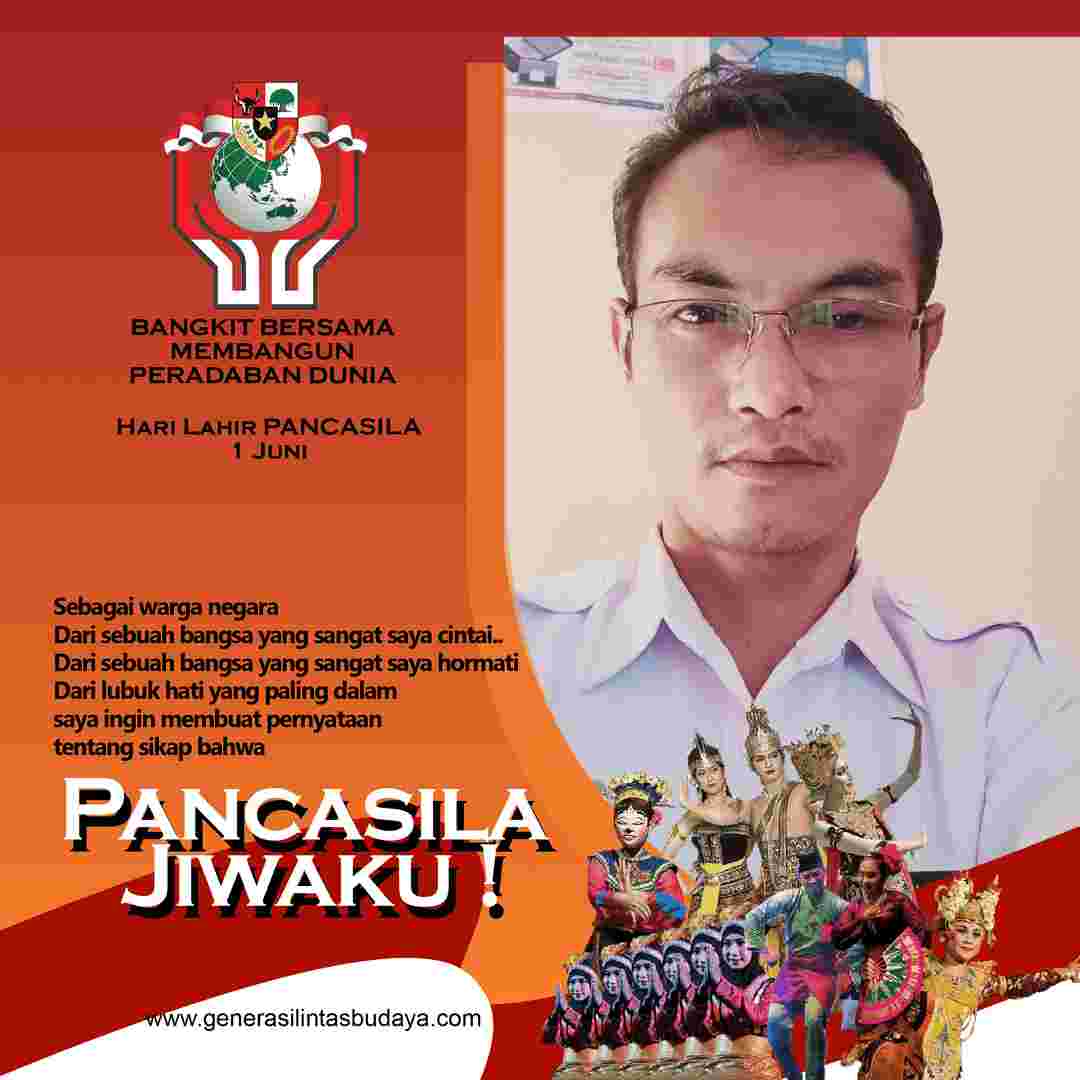 BANGKIT BERSAMA
MEMBANGUN
PERADABAN DUNIA
HARI LAHIR PANCASILA
1 JUNI
Sebagai warga negara
Dari sebuah bangsa yang sangat saya cintai..
Dari sebuah bangsa yang sangat saya hormati
Dari lubuk hati yang paling dalam
saya ingin membuat pernyataan
tentang sikap bahwa
PANCASILA
JIWAKU !
www.generasilintasbudaya.com